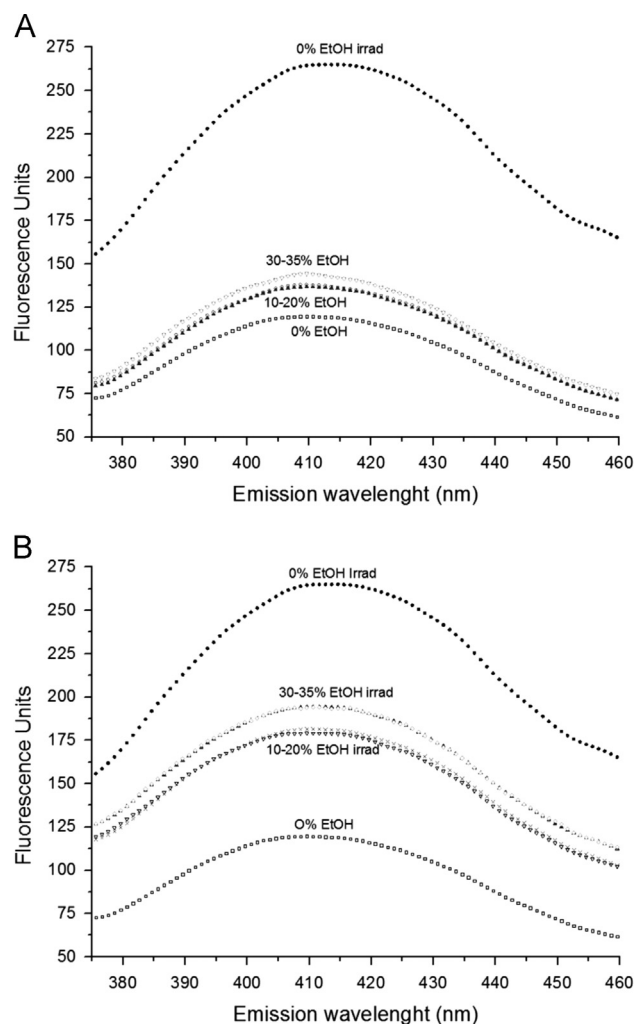 A
0% EtOH irrad
30-35% EtOH
10-20% EtOH
0% EtOH
275
250
225
200
175
150
125
100
75
50
Fluorescence Units
380 390 400 410 420 430 440 450 460
Emission wavelenght (nm)
B
0% EtOH Irrad
30-35% EtOH irrad
10-20% EtOH irrad
O% EtOH
275
250
225
200
175
150
125
100
75
50
Fluorescence Units
380 390 400 410 420 430 440 450 460
Emission wavelenght (nm)